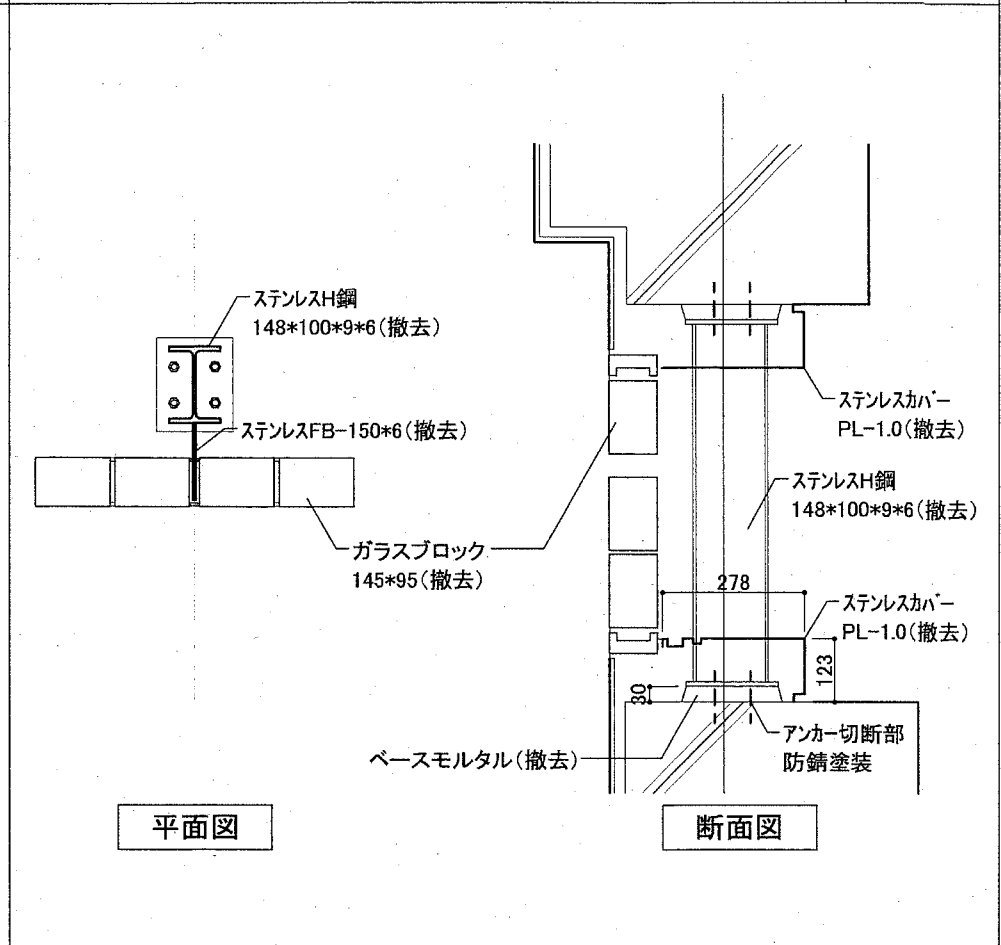 ステンレスH鋼
148*100*9*6(撤去)
ステンレスFB-150*6(撤去)
ガラスブロック
145*95(撤去)
平面図
ステンレスカバー
PL-1.0(撤去)
ステンレスH鋼
148*100*9*6(撤去)
278
ステンレスカバー
PL-1.0(撤去)
123
30
アンカー切断部
防錆塗装
ベースモルタル(撤去)
断面図